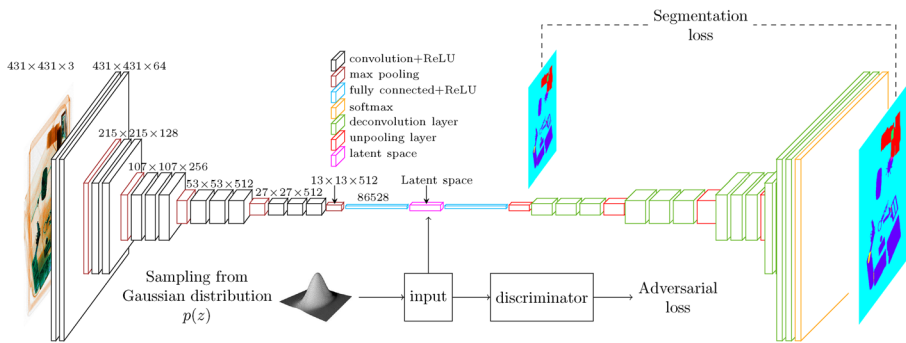 Segmentation
loss
431×431×3
431×431×64
convolution+ReLU
max pooling
fully connected+ReLU
softmax
deconvolution layer
unpooling layer
latent space
215×215×128
107×107×256
53×53×512
27×27×512
13×13×512
86528
Latent space
Sampling from
Gaussian distribution
p(z)
input
discriminator
Adversarial
loss